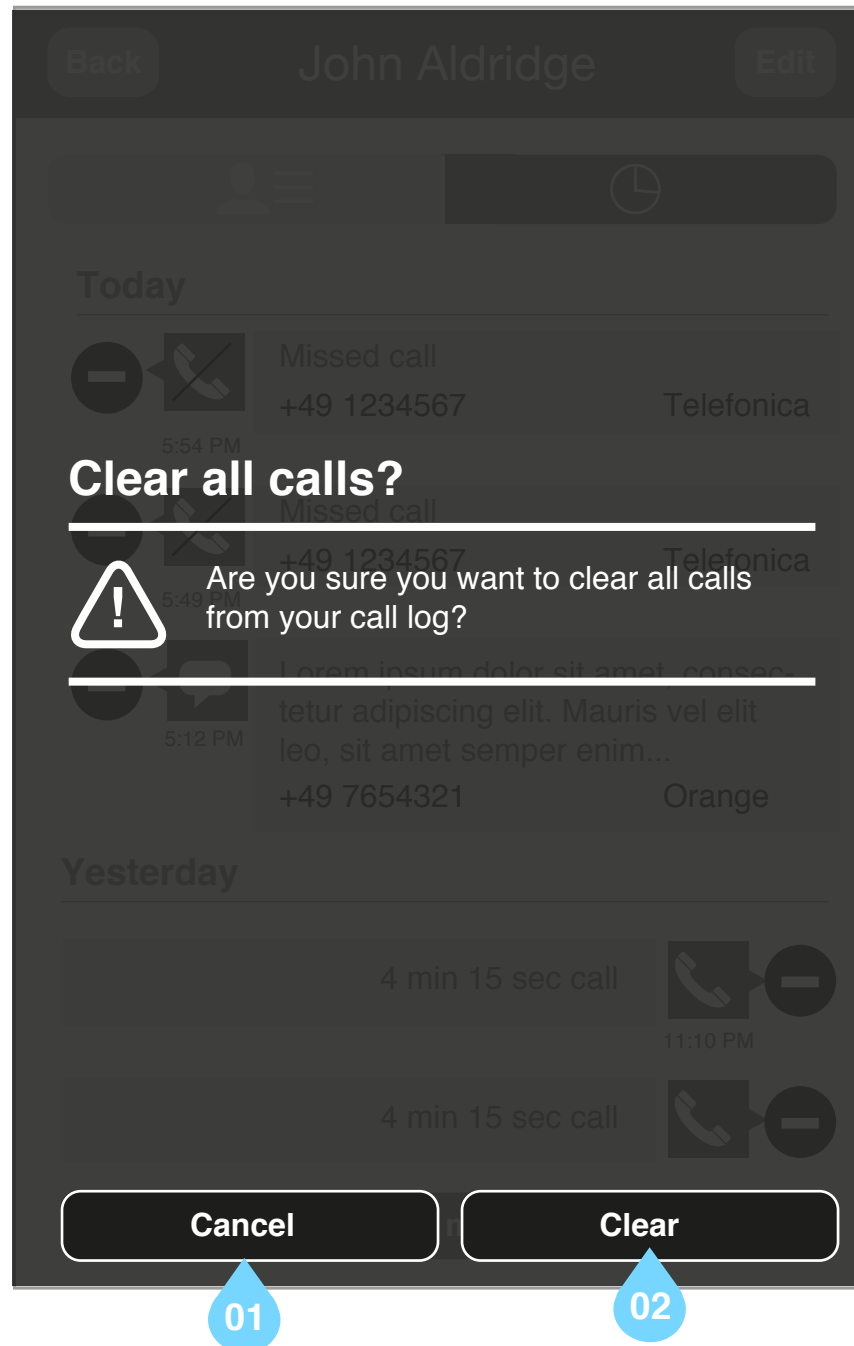 Back John Aldridge Edit
Today
Missed call
+49 1234567 Telefonica
5:54 PM
Clear all calls?
Missed call
+49 1234567 Telefonica
Are you sure you want to clear all calls
5:49 PM
from your call log?
!
Lorem ipsum dolor sit amet, consec-
tetur adipiscing elit. Mauris vel elit
5:12 PM
leo, sit amet semper enim...
+49 7654321 Orange
Yesterday
4 min 15 sec call
11:10 PM
4 min 15 sec call
Cancel Clear
01 02